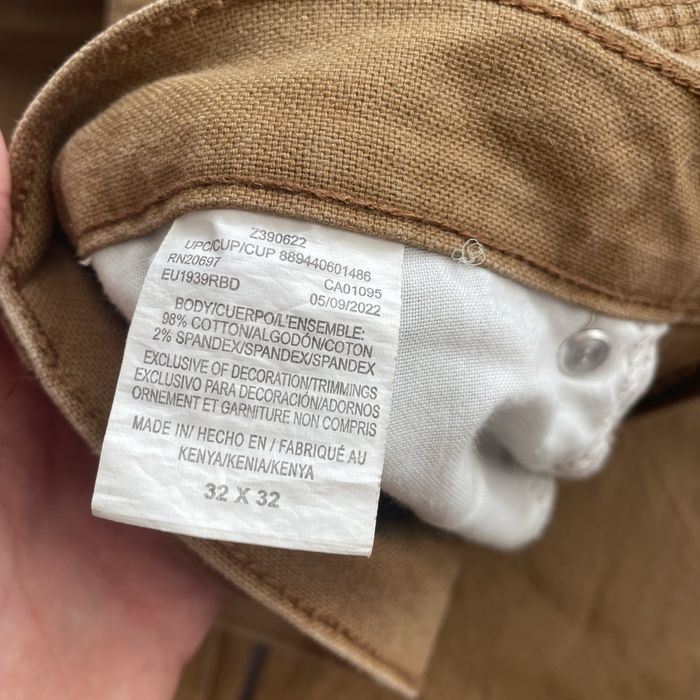 Z390622
UPC/CUP/CUP 889440601486
RN20697 CA01095
EU1939RBD 05/09/2022
BODY/CUERPO/L'ENSEMBLE:
98% COTTON/ALGODÓN/COTON
2% SPANDEX/SPANDEX/SPANDEX
EXCLUSIVE OF DECORATION/TRIMMINGS
EXCLUSIVO PARA DECORACIÓN/ADORNOS
ORNEMENT ET GARNITURE NON COMPRIS
MADE IN/ HECHO EN / FABRIQUÉ AU
KENYA/KENIA/KENYA
32 X 32